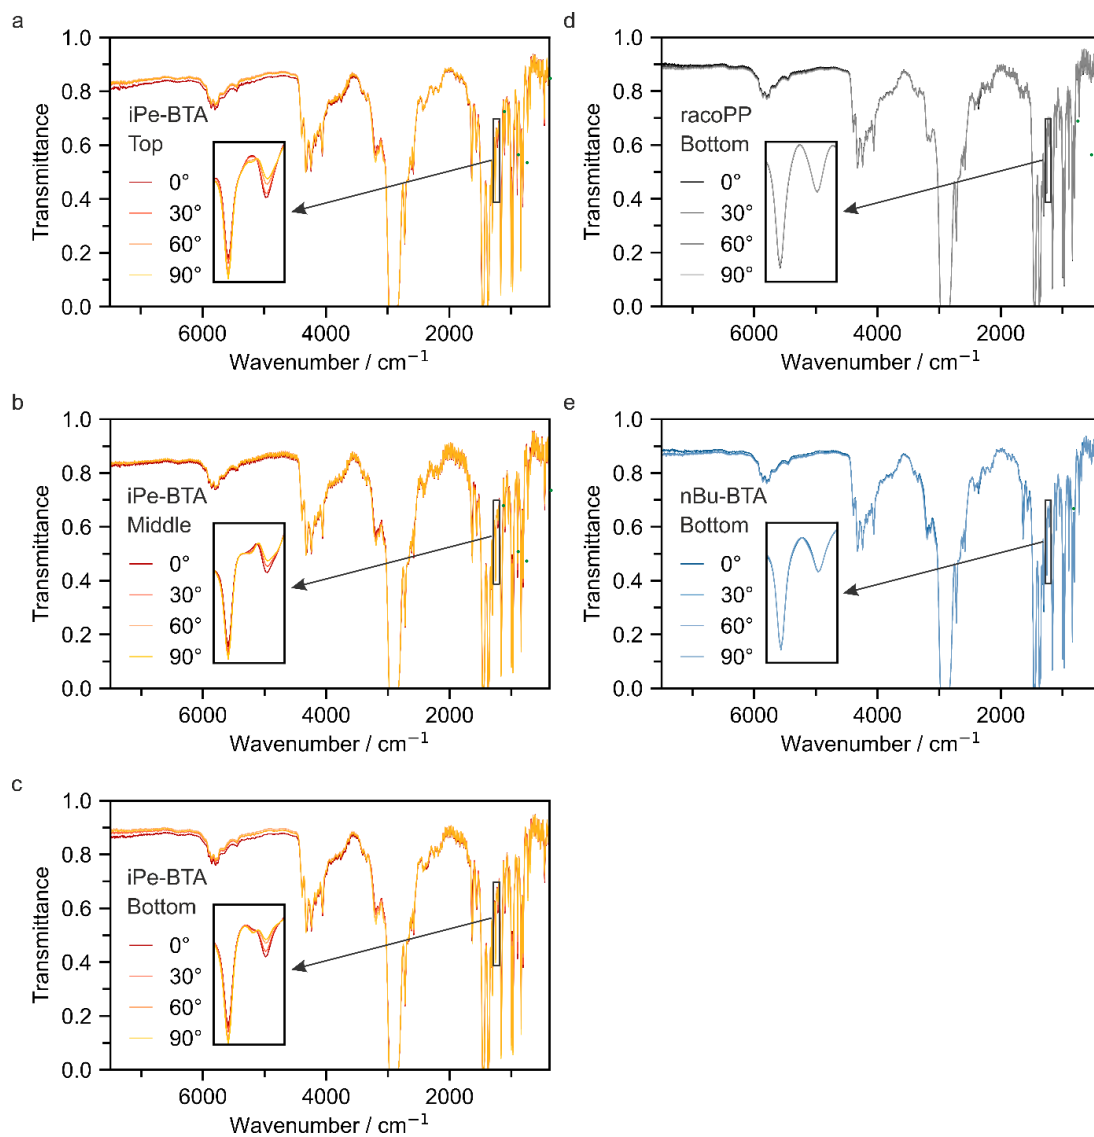 a
1.0
0.8
0.6
0.4
0.2
0.0
Transmittance
iPe-BTA
Top
0°
30°
60°
90°
6000
4000
2000
Wavenumber / cm⁻¹
d
1.0
0.8
0.6
0.4
0.2
0.0
Transmittance
racoPP
Bottom
0°
30°
60°
90°
6000
4000
2000
Wavenumber / cm⁻¹
b
1.0
0.8
0.6
0.4
0.2
0.0
Transmittance
iPe-BTA
Middle
0°
30°
60°
90°
6000
4000
2000
Wavenumber / cm⁻¹
e
1.0
0.8
0.6
0.4
0.2
0.0
Transmittance
nBu-BTA
Bottom
0°
30°
60°
90°
6000
4000
2000
Wavenumber / cm⁻¹
c
1.0
0.8
0.6
0.4
0.2
0.0
Transmittance
iPe-BTA
Bottom
0°
30°
60°
90°
6000
4000
2000
Wavenumber / cm⁻¹